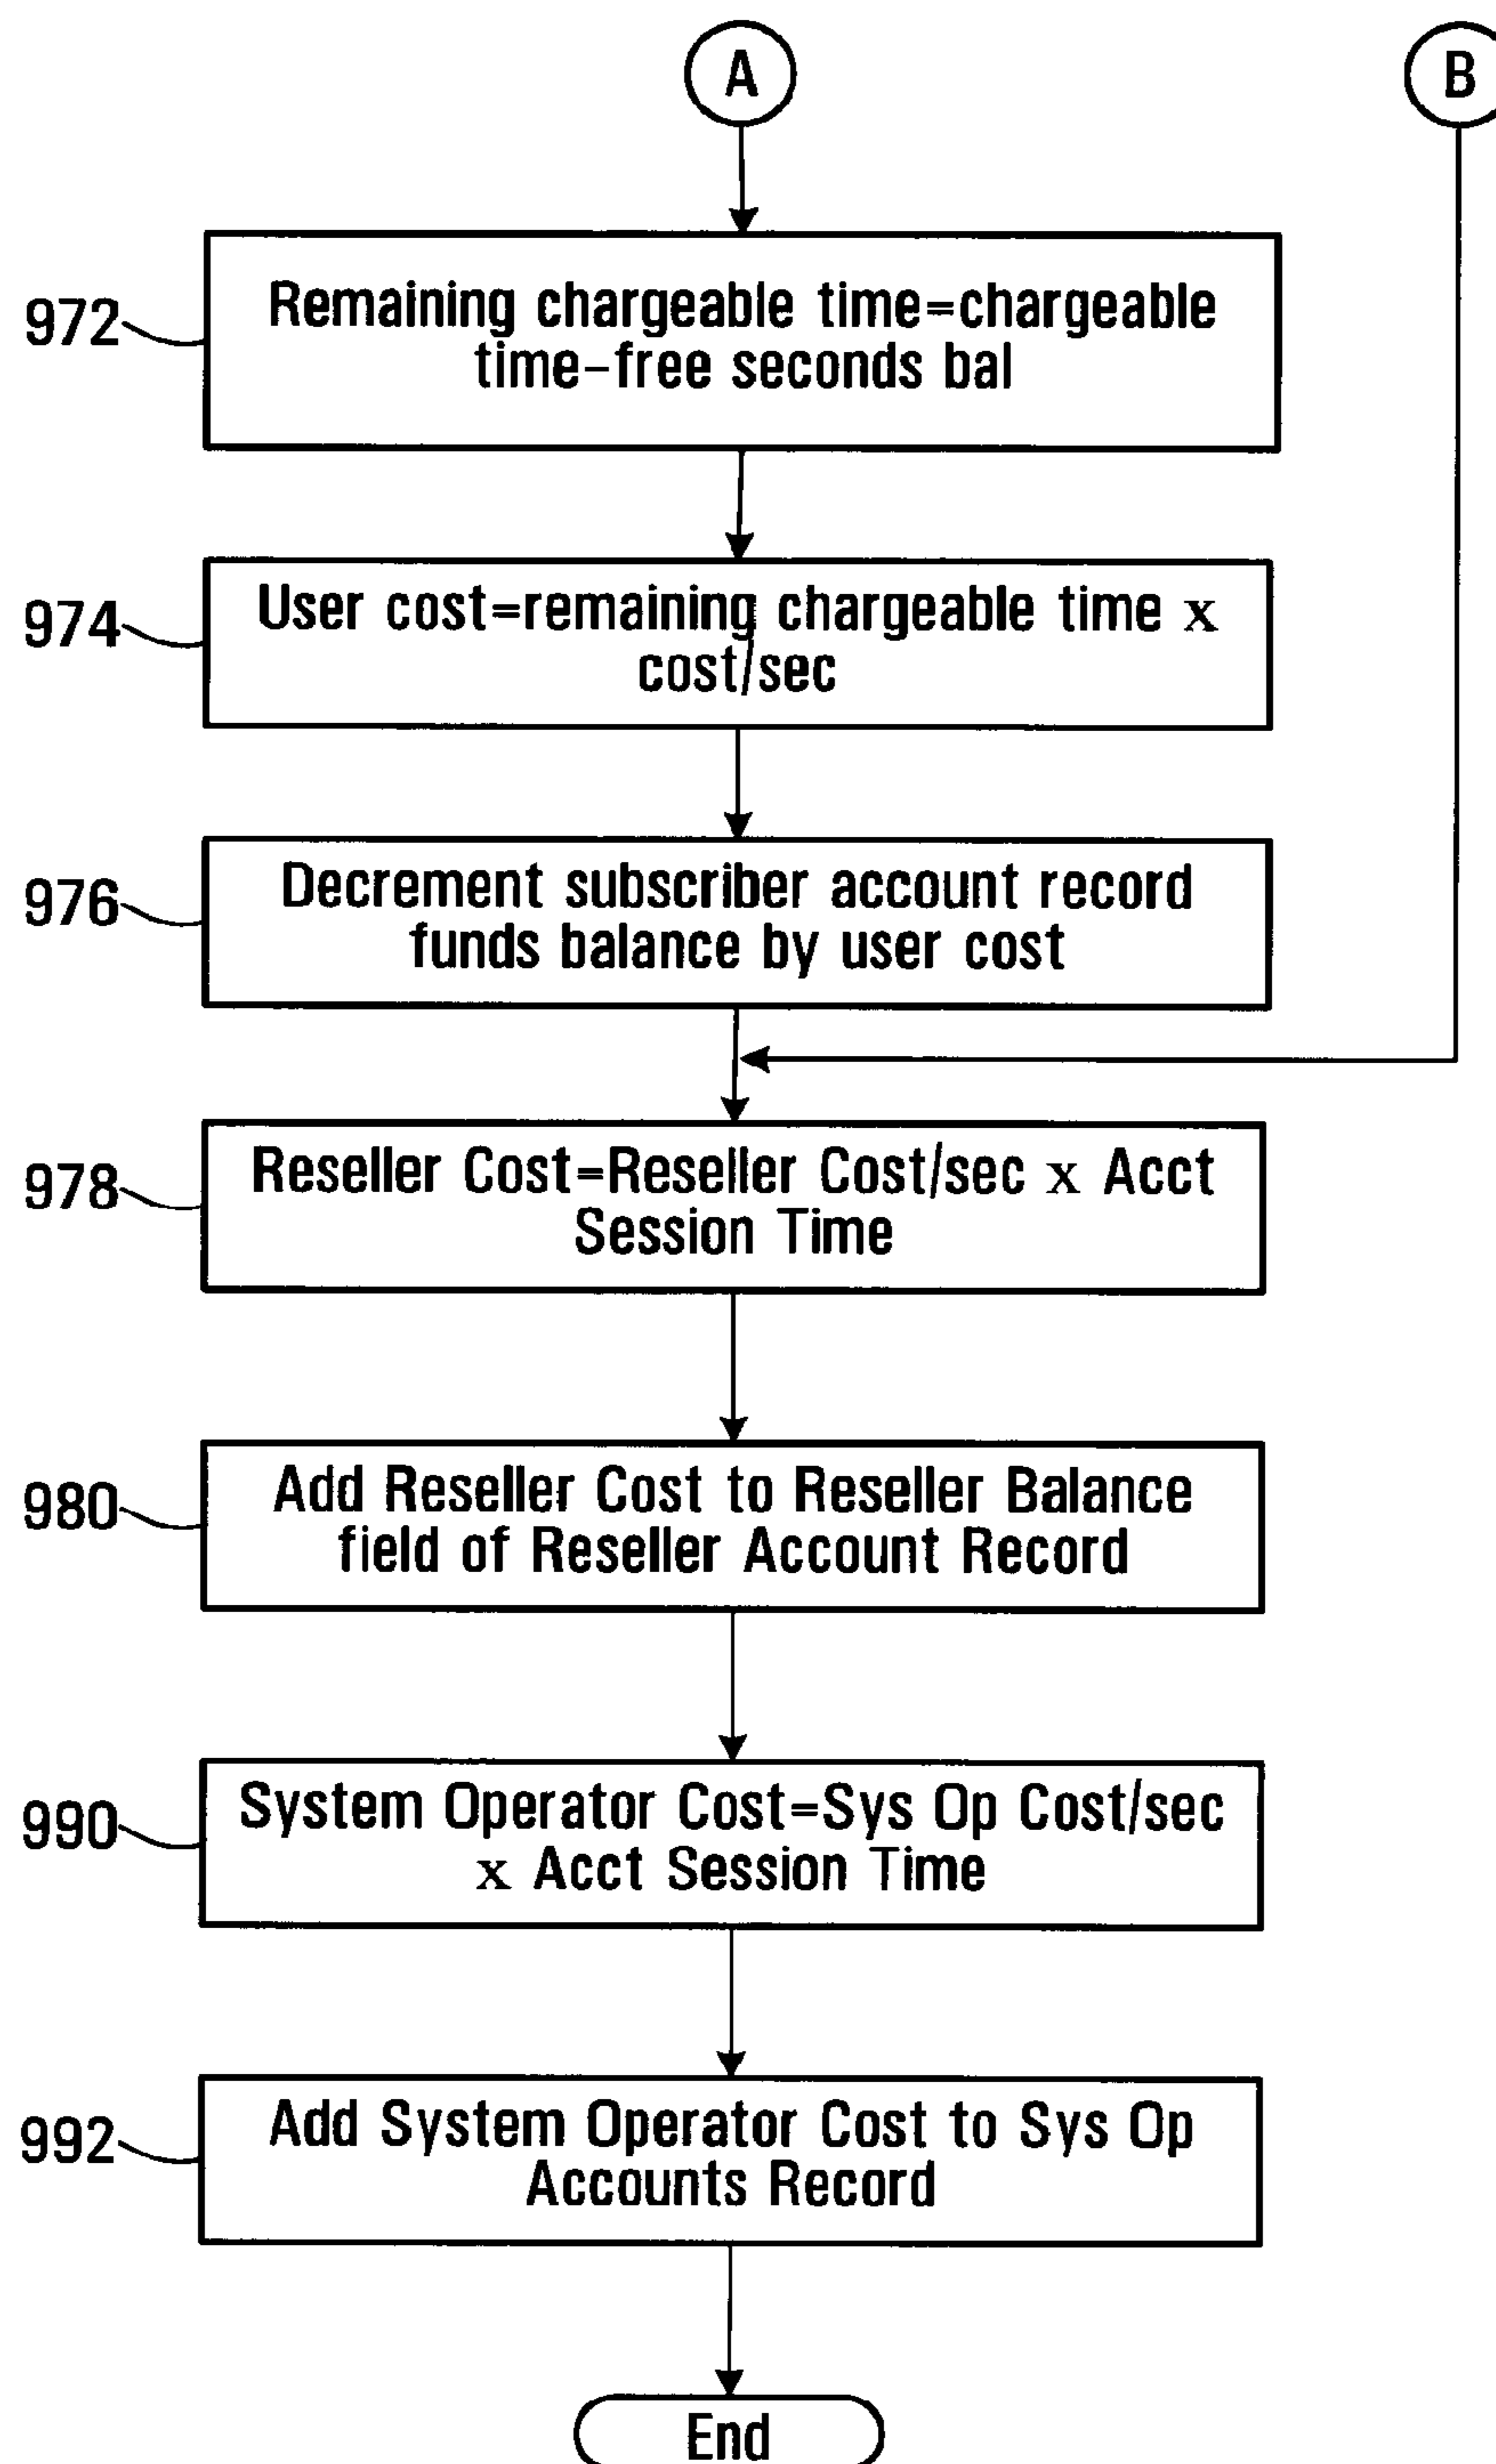 A
B
972
Remaining chargeable time=chargeable
time–free seconds bal
974
User cost=remaining chargeable time x
cost/sec
976
Decrement subscriber account record
funds balance by user cost
978
Reseller Cost=Reseller Cost/sec x Acct
Session Time
980
Add Reseller Cost to Reseller Balance
field of Reseller Account Record
990
System Operator Cost=Sys Op Cost/sec
x Acct Session Time
992
Add System Operator Cost to Sys Op
Accounts Record
End